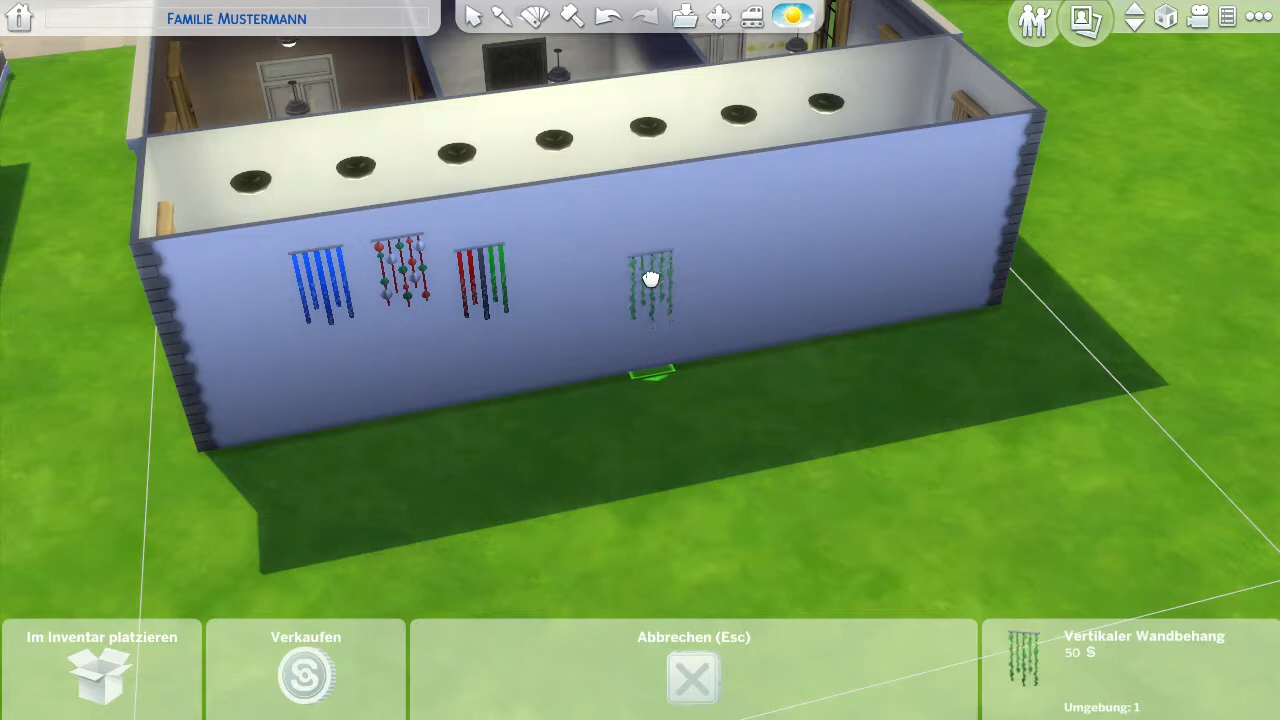 Familie Mustermann
Im Inventar platzieren
Verkaufen
Abbrechen (Esc)
Vertikaler Wandbehang
50 §
Umgebung: 1